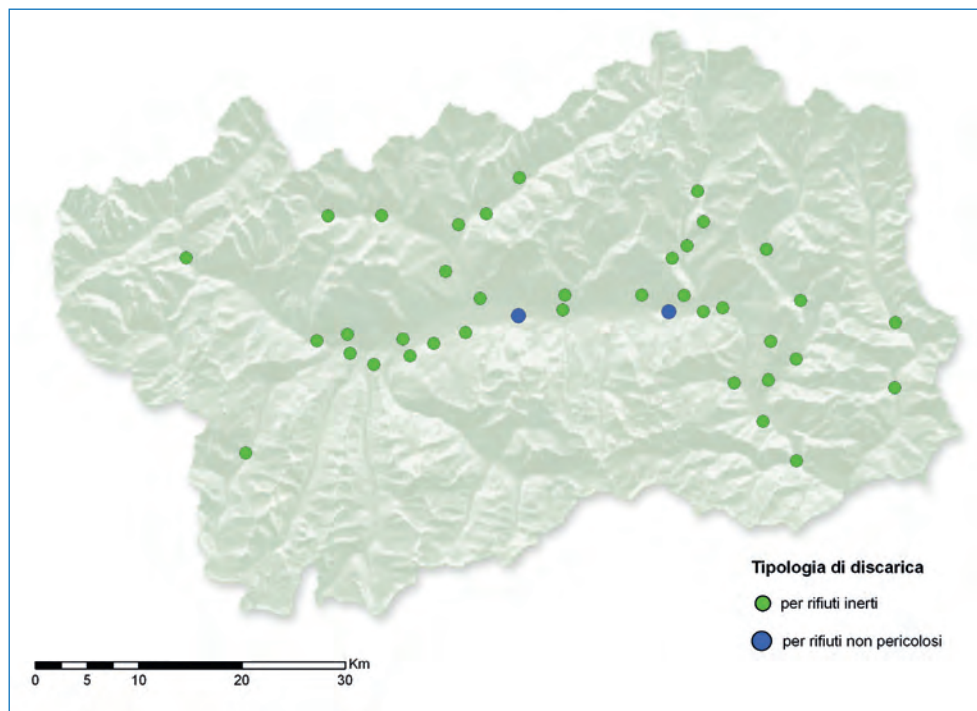 Tipologia di discarica
per rifiuti inerti
per rifiuti non pericolosi
Km
0 5 10 20 30